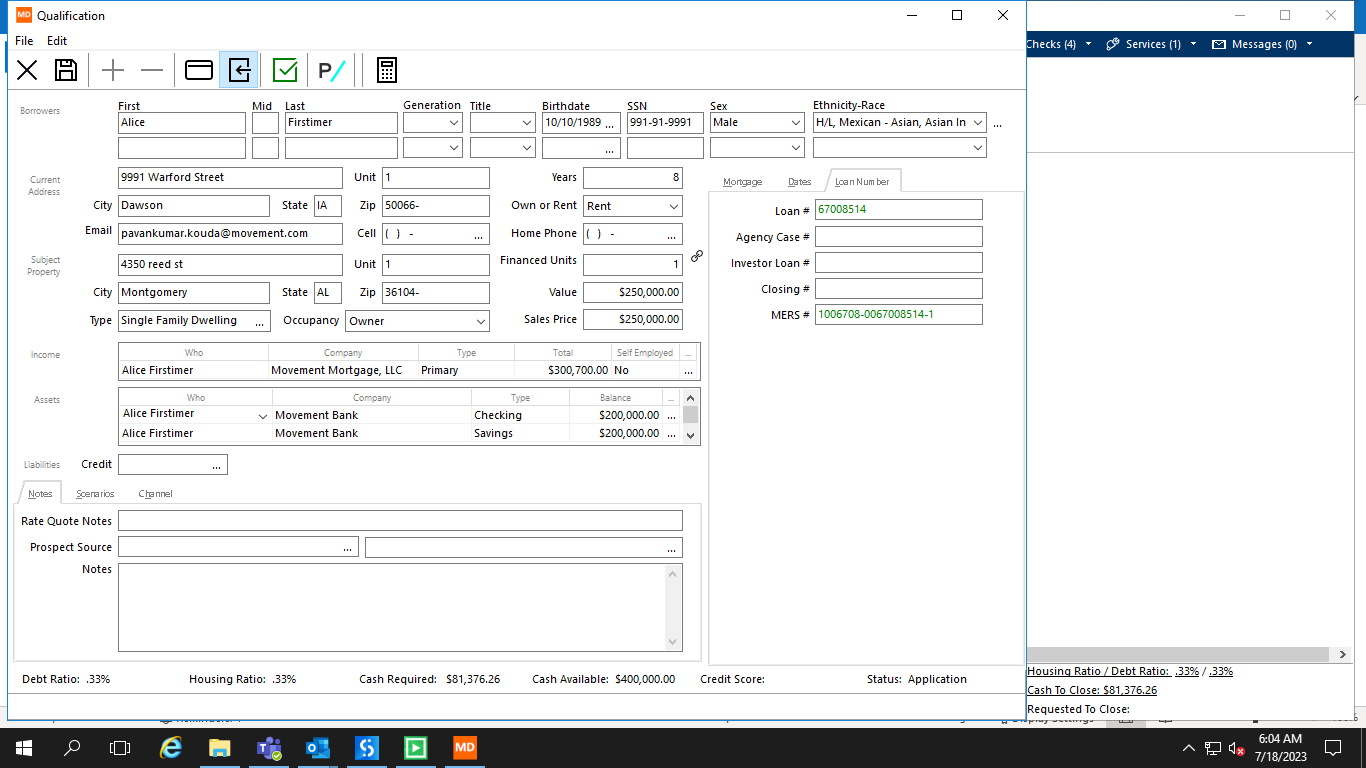 MD Qualification
File Edit
Checks (4) Services (1) Messages (0)
P/
Borrowers First Mid Last Generation Title Birthdate SSN Sex Ethnicity-Race
Alice Firstimer 10/10/1989 ... 991-91-9991 Male H/L, Mexican - Asian, Asian In ...
...
Current Address 9991 Warford Street Unit 1 Years 8
Mortgage Dates Loan Number
City Dawson State IA Zip 50066- Own or Rent Rent
Loan # 67008514
Email pavankumar.kouda@movement.com Cell ( ) - ... Home Phone ( ) - ...
Agency Case #
Subject Property 4350 reed st Unit 1 Financed Units 1
Investor Loan #
City Montgomery State AL Zip 36104- Value $250,000.00
Closing #
Type Single Family Dwelling ... Occupancy Owner Sales Price $250,000.00
MERS # 1006708-0067008514-1
Income Who Company Type Total Self Employed ...
Alice Firstimer Movement Mortgage, LLC Primary $300,700.00 No ...
Assets Who Company Type Balance ...
Alice Firstimer Movement Bank Checking $200,000.00 ...
Alice Firstimer Movement Bank Savings $200,000.00 ...
Liabilities Credit ...
Notes Scenarios Channel
Rate Quote Notes
Prospect Source ... ...
Notes
Debt Ratio: .33% Housing Ratio: .33% Cash Required: $81,376.26 Cash Available: $400,000.00 Credit Score: Status: Application
Housing Ratio / Debt Ratio: .33% / .33%
Cash To Close: $81,376.26
Requested To Close:
MD
6:04 AM
7/18/2023